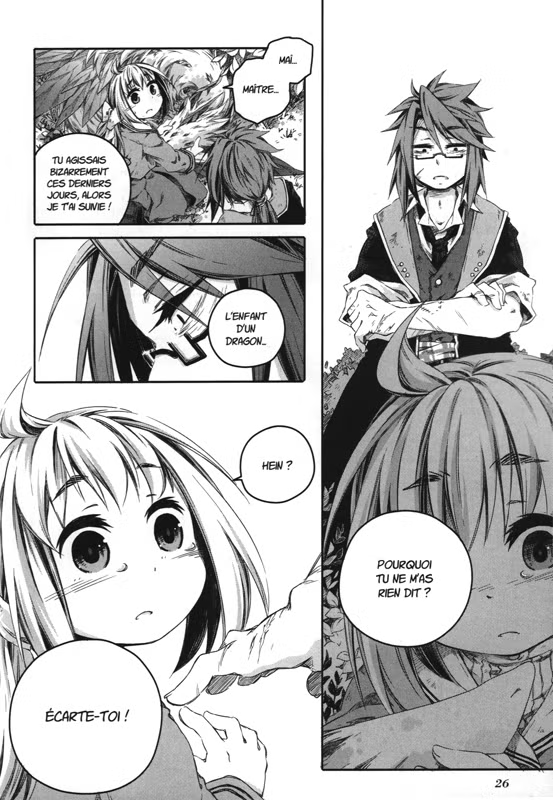 MAÎ...
MAÎTRE...
TU AGISSAIS
BIZARREMENT
CES DERNIERS
JOURS, ALORS
JE T'AI SUIVIE !
L'ENFANT
D'UN
DRAGON...
HEIN ?
ÉCARTE-TOI !
POURQUOI
TU NE M'AS
RIEN DIT ?
26